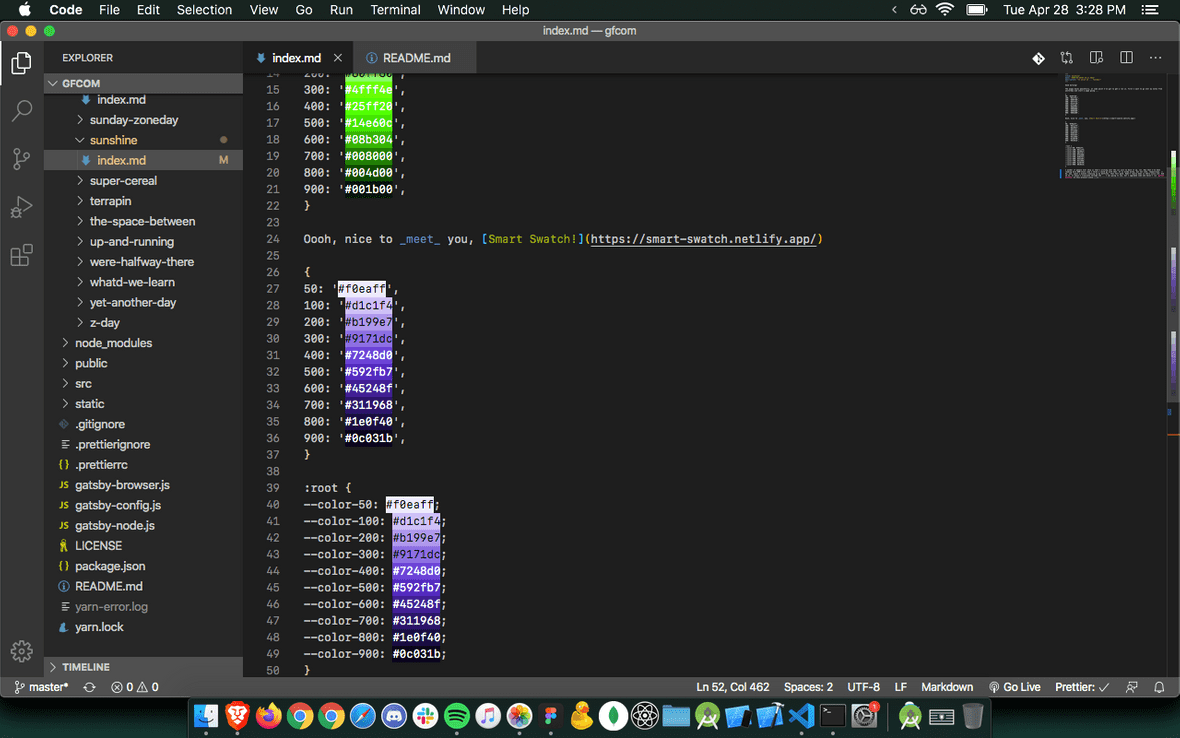 Code File Edit Selection View Go Run Terminal Window Help
Tue Apr 28 3:28 PM
index.md — gfcom
EXPLORER
index.md
README.md
GFCOM
index.md
sunday-zoneday
sunshine
index.md M
super-cereal
terrapin
the-space-between
up-and-running
were-halfway-there
whatd-we-learn
yet-another-day
z-day
node_modules
public
src
static
.gitignore
.prettierignore
{} .prettierrc
JS gatsby-browser.js
JS gatsby-config.js
JS gatsby-node.js
LICENSE
{} package.json
README.md
yarn-error.log
yarn.lock
TIMELINE
15 300: '#4fff4e',
16 400: '#25ff20',
17 500: '#14e60c',
18 600: '#08b304',
19 700: '#008000',
20 800: '#004d00',
21 900: '#001b00',
22 }
23
24 Oooh, nice to _meet_ you, [Smart Swatch!](https://smart-swatch.netlify.app/)
25
26 {
27 50: '#f0eaff',
28 100: '#d1c1f4',
29 200: '#b199e7',
30 300: '#9171dc',
31 400: '#7248d0',
32 500: '#592fb7',
33 600: '#45248f',
34 700: '#311968',
35 800: '#1e0f40',
36 900: '#0c031b',
37 }
38
39 :root {
40 --color-50: #f0eaff;
41 --color-100: #d1c1f4;
42 --color-200: #b199e7;
43 --color-300: #9171dc;
44 --color-400: #7248d0;
45 --color-500: #592fb7;
46 --color-600: #45248f;
47 --color-700: #311968;
48 --color-800: #1e0f40;
49 --color-900: #0c031b;
50 }
master* 0 0 Ln 52, Col 462 Spaces: 2 UTF-8 LF Markdown Go Live Prettier: ✓
1